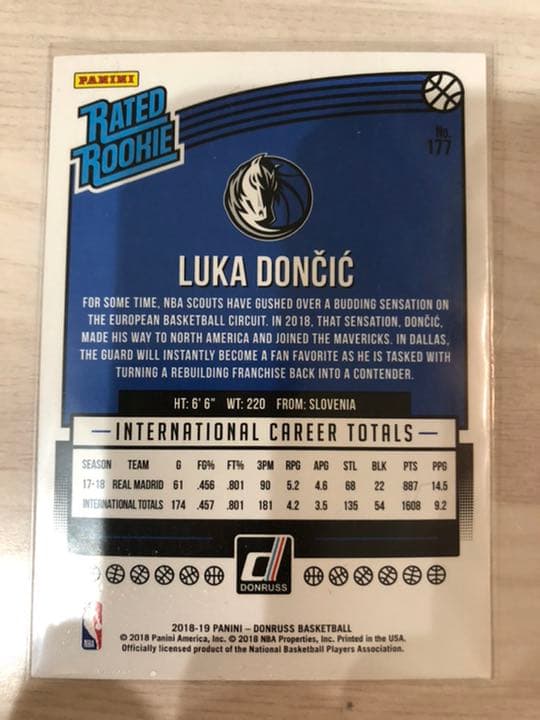 PANINI
RATED
ROOKIE
No.
177
LUKA DONČIĆ
FOR SOME TIME, NBA SCOUTS HAVE GUSHED OVER A BUDDING SENSATION ON
THE EUROPEAN BASKETBALL CIRCUIT. IN 2018, THAT SENSATION, DONČIĆ,
MADE HIS WAY TO NORTH AMERICA AND JOINED THE MAVERICKS. IN DALLAS,
THE GUARD WILL INSTANTLY BECOME A FAN FAVORITE AS HE IS TASKED WITH
TURNING A REBUILDING FRANCHISE BACK INTO A CONTENDER.
HT: 6' 6" WT: 220 FROM: SLOVENIA
INTERNATIONAL CAREER TOTALS
SEASON TEAM G FG% FT% 3PM RPG APG STL BLK PTS PPG
17-18 REAL MADRID 61 .456 .801 90 5.2 4.6 68 22 887 14.5
INTERNATIONAL TOTALS 174 .457 .801 181 4.2 3.5 135 54 1608 9.2
d
DONRUSS
NBA
2018-19 PANINI – DONRUSS BASKETBALL
© 2018 Panini America, Inc. © 2018 NBA Properties, Inc. Printed in the USA.
Officially licensed product of the National Basketball Players Association.